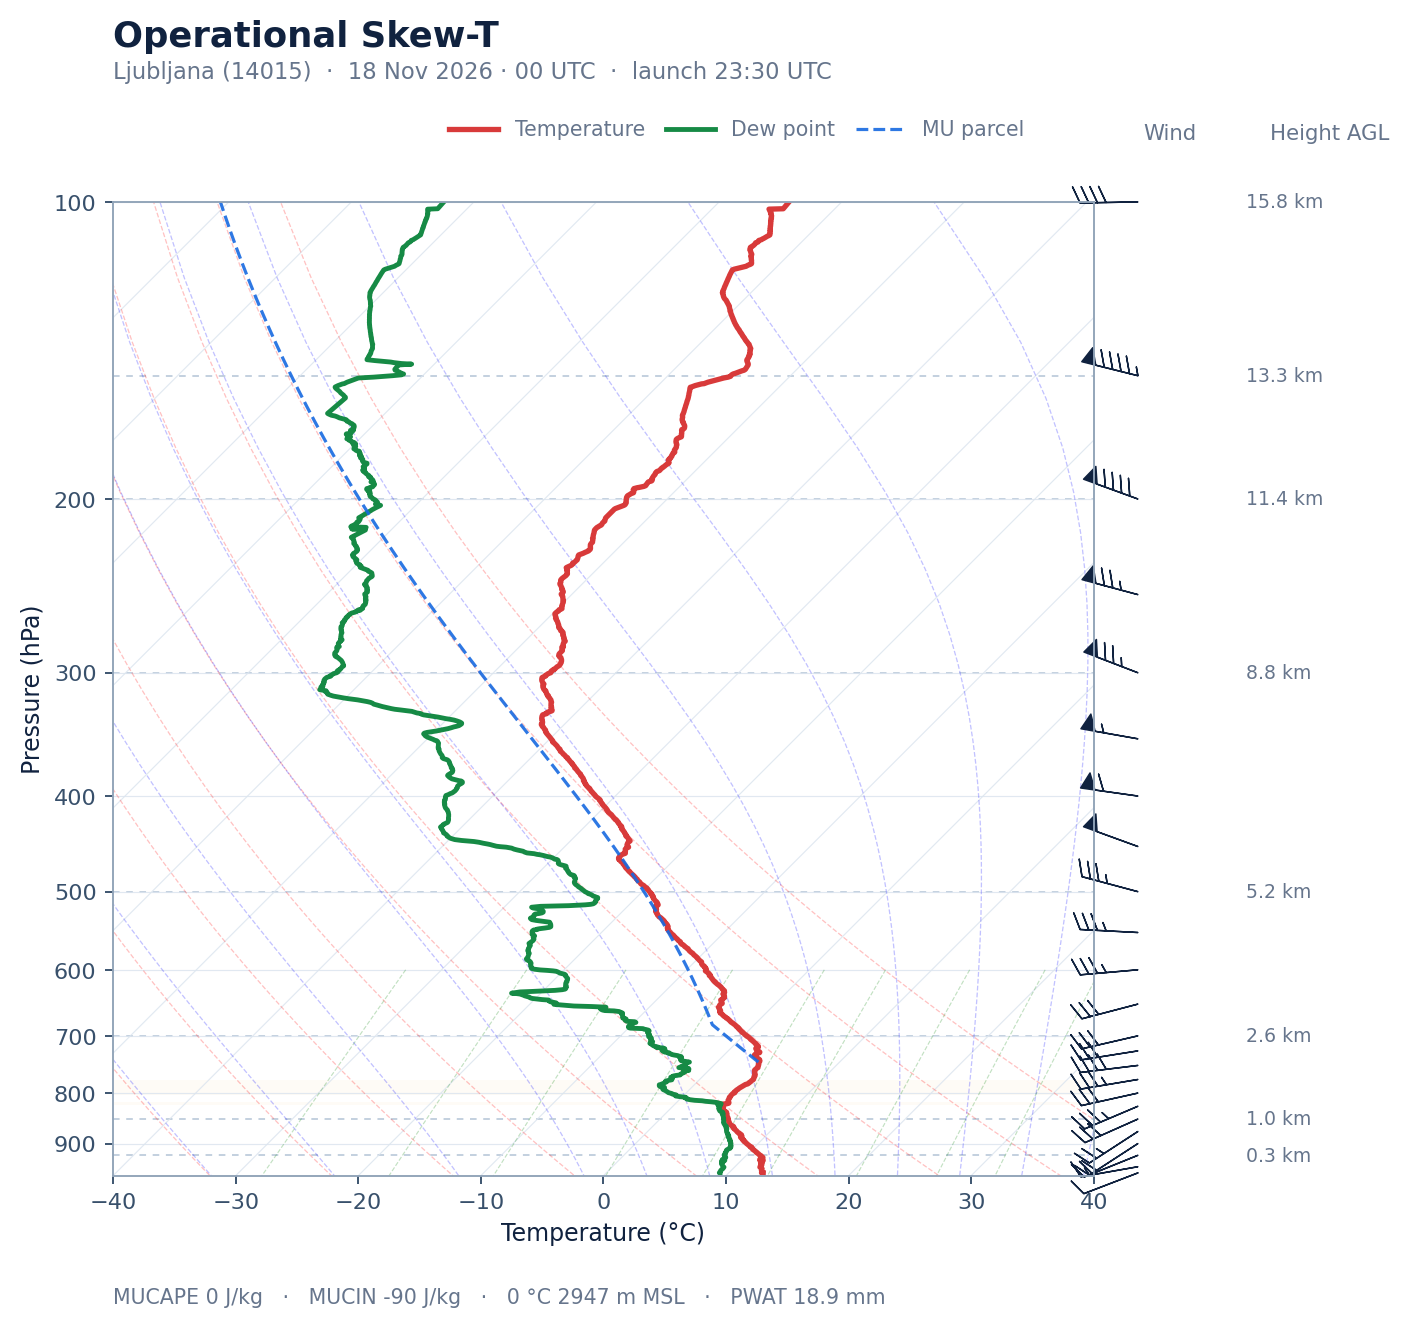 Operational Skew-T
Ljubljana (14015)  ·  18 Nov 2026 · 00 UTC  ·  launch 23:30 UTC
Temperature
Dew point
MU parcel
Wind
Height AGL
100
200
300
400
500
600
700
800
900
Pressure (hPa)
15.8 km
13.3 km
11.4 km
8.8 km
5.2 km
2.6 km
1.0 km
0.3 km
−40
−30
−20
−10
0
10
20
30
40
Temperature (°C)
MUCAPE 0 J/kg  ·  MUCIN -90 J/kg  ·  0 °C 2947 m MSL  ·  PWAT 18.9 mm